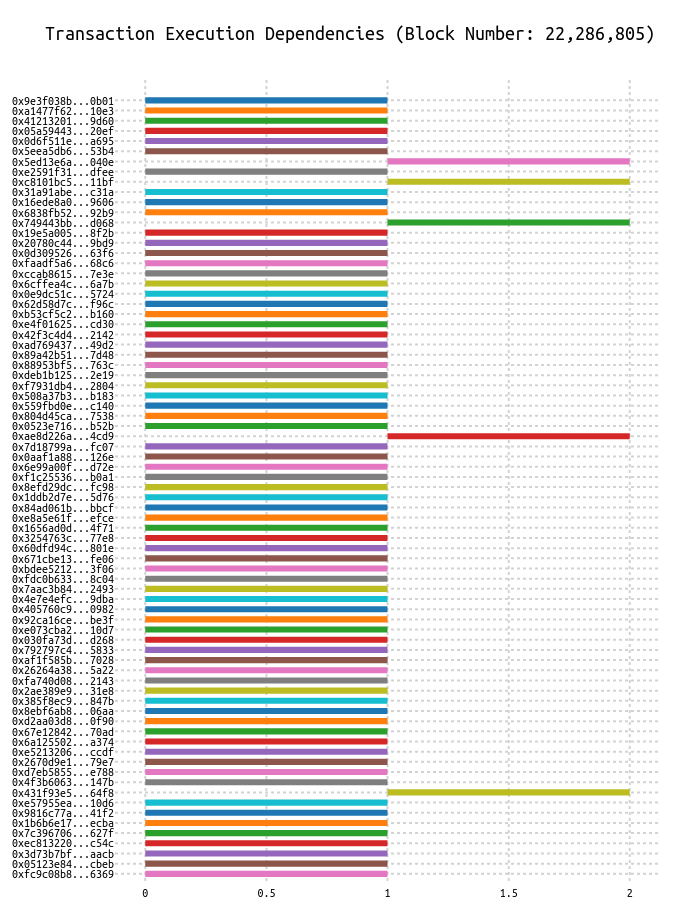 Transaction Execution Dependencies (Block Number: 22,286,805)
0x9e3f038b...0b01
0xa1477f62...10e3
0x41213201...9d60
0x05a59443...20ef
0x0d6f511e...a695
0x5eea5db6...53b4
0x5ed13e6a...040e
0xe2591f31...dfee
0xc8101bc5...11bf
0x31a91abe...c31a
0x16ede8a0...9606
0x6838fb52...92b9
0x749443bb...d068
0x19e5a005...8f2b
0x20780c44...9bd9
0x0d309526...63f6
0xfaadf5a6...68c6
0xccab8615...7e3e
0x6cffea4c...6a7b
0x0e9dc51c...5724
0x62d58d7c...f96c
0xb53cf5c2...b160
0xe4f01625...cd30
0x42f3c4d4...2142
0xad769437...49d2
0x89a42b51...7d48
0x88953bf5...763c
0xdeb1b125...2e19
0xf7931db4...2804
0x508a37b3...b183
0x559fbd0e...c140
0x804d45ca...7538
0x0523e716...b52b
0xae8d226a...4cd9
0x7d18799a...fc07
0x0aaf1a88...126e
0x6e99a00f...d72e
0xf1c25536...b0a1
0x8efd29dc...fc98
0x1ddb2d7e...5d76
0x84ad061b...bbcf
0xe8a5e61f...efce
0x1656ad0d...4f71
0x3254763c...77e8
0x60dfd94c...801e
0x671cbe13...fe06
0xbdee5212...3f06
0xfdc0b633...8c04
0x7aac3b84...2493
0x4e7e4efc...9dba
0x405760c9...0982
0x92ca16ce...be3f
0xe073cba2...10d7
0x030fa73d...d268
0x792797c4...5833
0xaf1f585b...7028
0x26264a38...5a22
0xfa740d08...2143
0x2ae389e9...31e8
0x385f8ec9...847b
0x8ebf6ab8...06aa
0xd2aa03d8...0f90
0x67e12842...70ad
0x6a125502...a374
0xe5213206...ccdf
0x2670d9e1...79e7
0xd7eb5855...e788
0x4f3b6063...147b
0x431f93e5...64f8
0xe57955ea...10d6
0x9816c77a...41f2
0x1b6b6e17...ecba
0x7c396706...627f
0xec813220...c54c
0x3d73b7bf...aacb
0x05123e84...cbeb
0xfc9c08b8...6369
0 0.5 1 1.5 2